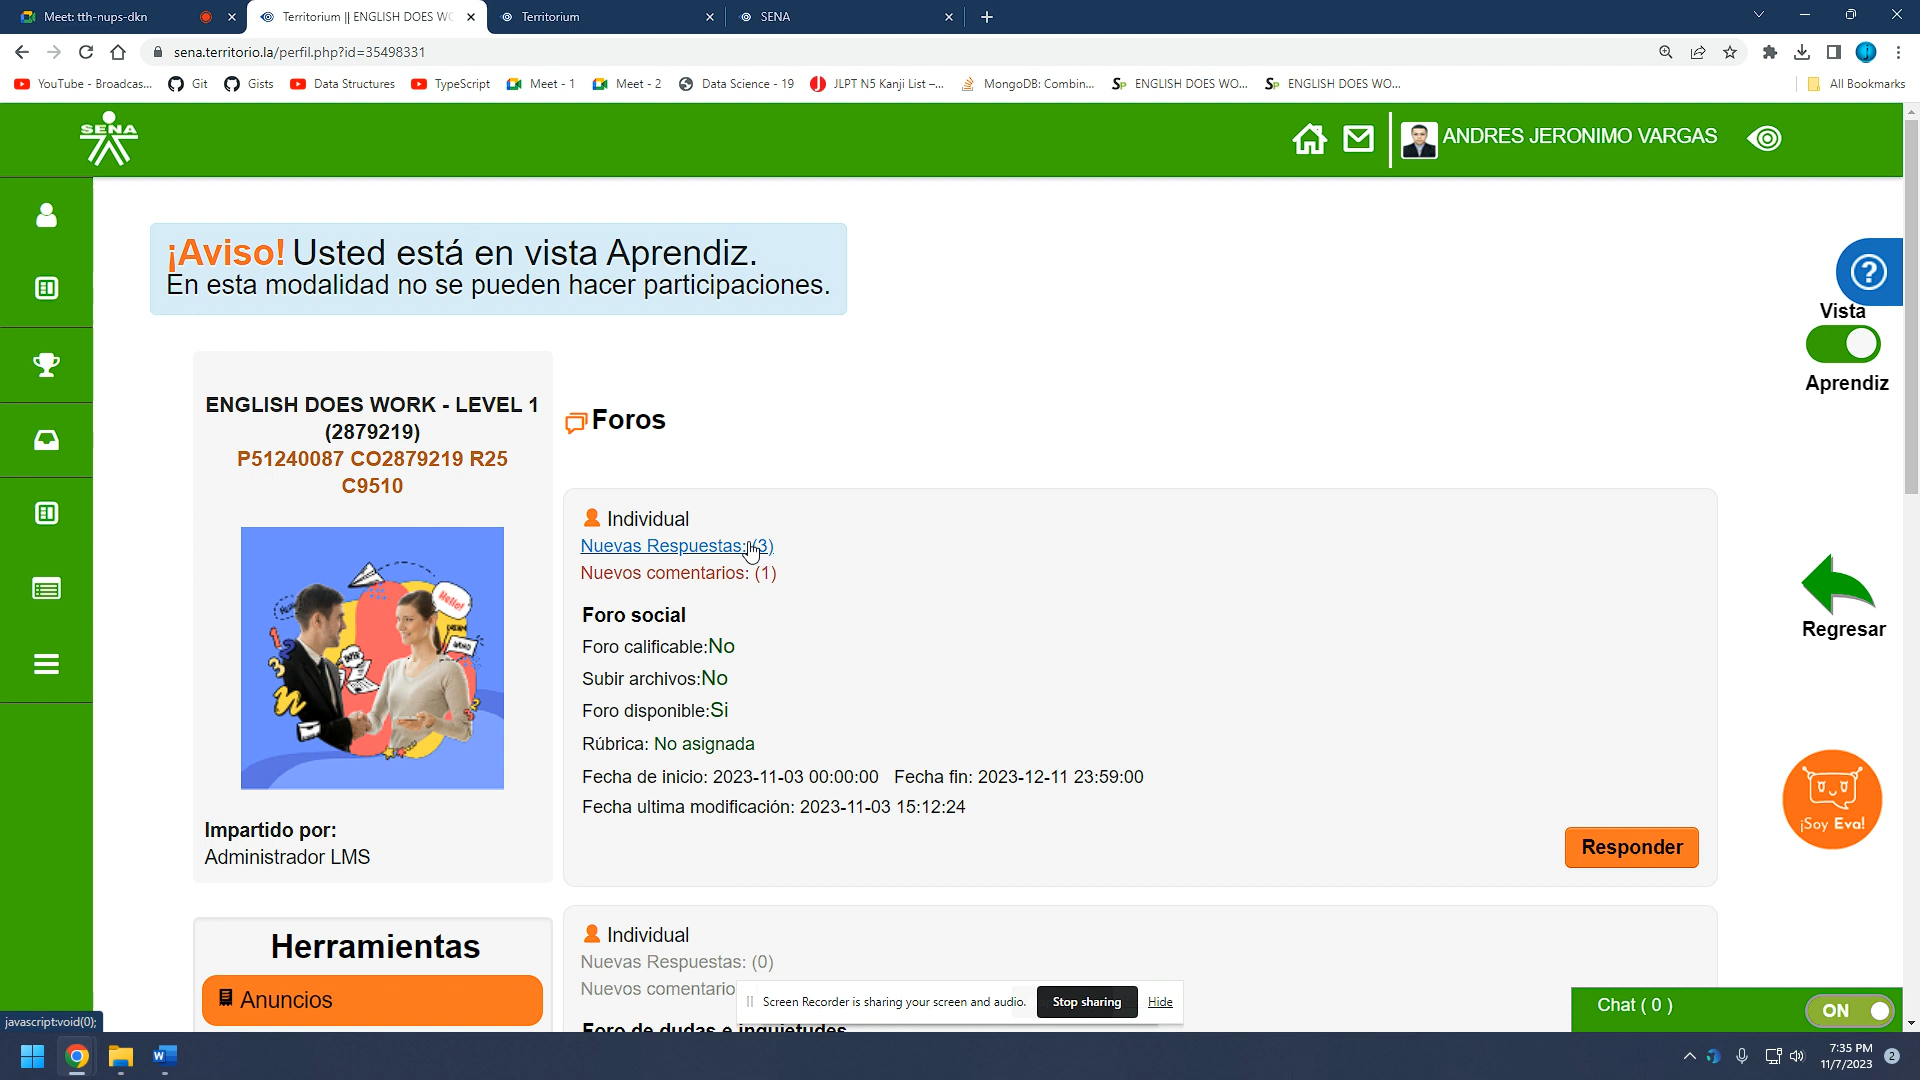 Meet: tth-nups-dkn
Territorium || ENGLISH DOES WO
Territorium
SENA
sena.territorio.la/perfil.php?id=35498331
YouTube - Broadcas...
Git
Gists
Data Structures
TypeScript
Meet - 1
Meet - 2
Data Science - 19
JLPT N5 Kanji List –...
MongoDB: Combin...
ENGLISH DOES WO...
ENGLISH DOES WO...
All Bookmarks
SENA
ANDRES JERONIMO VARGAS
¡Aviso! Usted está en vista Aprendiz.
En esta modalidad no se pueden hacer participaciones.
Vista
Aprendiz
ENGLISH DOES WORK - LEVEL 1
(2879219)
P51240087 CO2879219 R25
C9510
Hello!
Impartido por:
Administrador LMS
Herramientas
Anuncios
Foros
Individual
Nuevas Respuestas: (3)
Nuevos comentarios: (1)
Foro social
Foro calificable:No
Subir archivos:No
Foro disponible:Si
Rúbrica: No asignada
Fecha de inicio: 2023-11-03 00:00:00 Fecha fin: 2023-12-11 23:59:00
Fecha ultima modificación: 2023-11-03 15:12:24
Responder
Individual
Nuevas Respuestas: (0)
Nuevos comentario
Foro de dudas e inquietudes
Regresar
¡Soy Eva!
Screen Recorder is sharing your screen and audio.
Stop sharing
Hide
Chat ( 0 )
ON
javascript:void(0);
7:35 PM
11/7/2023
2